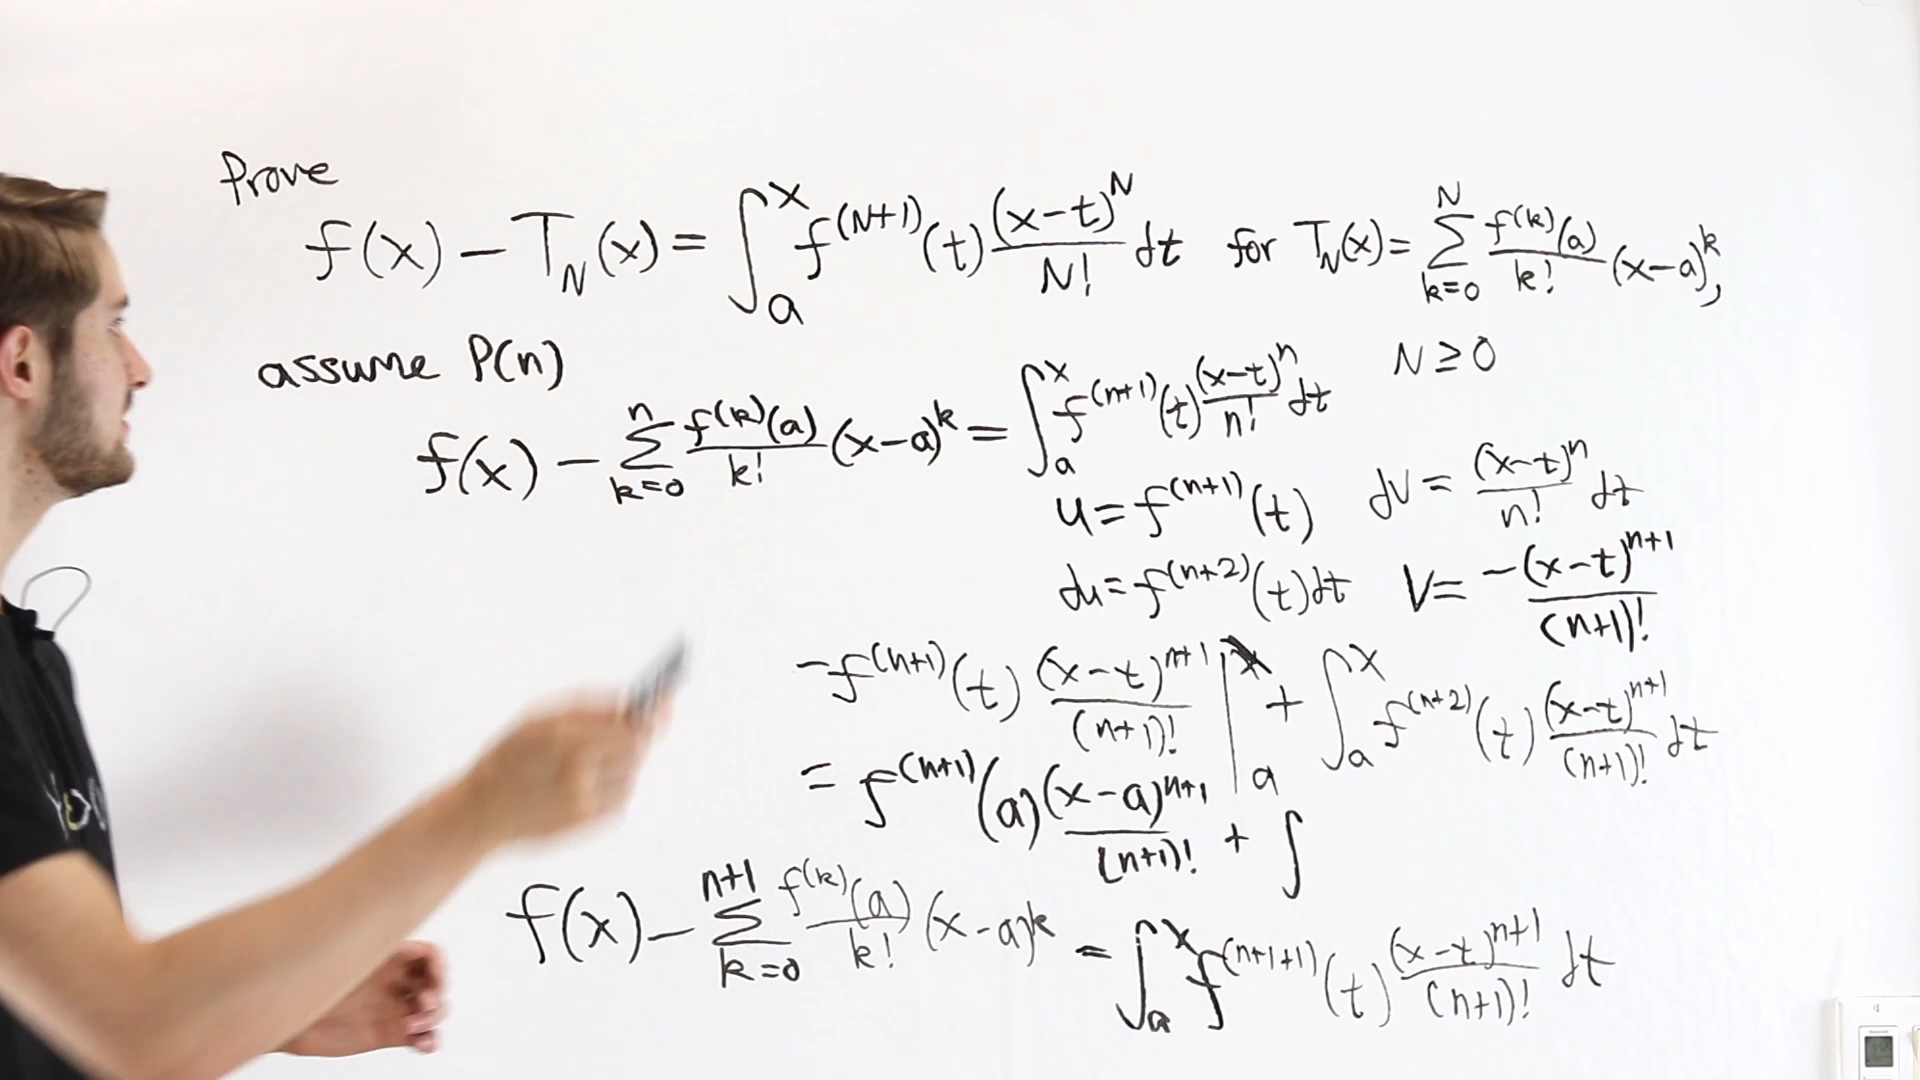 Prove
f(x) − T_N(x) = ∫_a^x f^(N+1)(t) (x−t)^N / N! dt for T_N(x) = Σ_{k=0}^N f^(k)(a) / k! (x−a)^k,
N ≥ 0
assume P(n)
f(x) − Σ_{k=0}^n f^(k)(a) / k! (x−a)^k = ∫_a^x f^(n+1)(t) (x−t)^n / n! dt
u = f^(n+1)(t) dV = (x−t)^n / n! dt
du = f^(n+2)(t)dt V = −(x−t)^{n+1} / (n+1)!
−f^(n+1)(t) (x−t)^{n+1} / (n+1)! |_a^x + ∫_a^x f^(n+2)(t) (x−t)^{n+1} / (n+1)! dt
= f^(n+1)(a) (x−a)^{n+1} / (n+1)! + ∫
f(x) − Σ_{k=0}^{n+1} f^(k)(a) / k! (x−a)^k = ∫_a^x f^(n+1+1)(t) (x−t)^{n+1} / (n+1)! dt